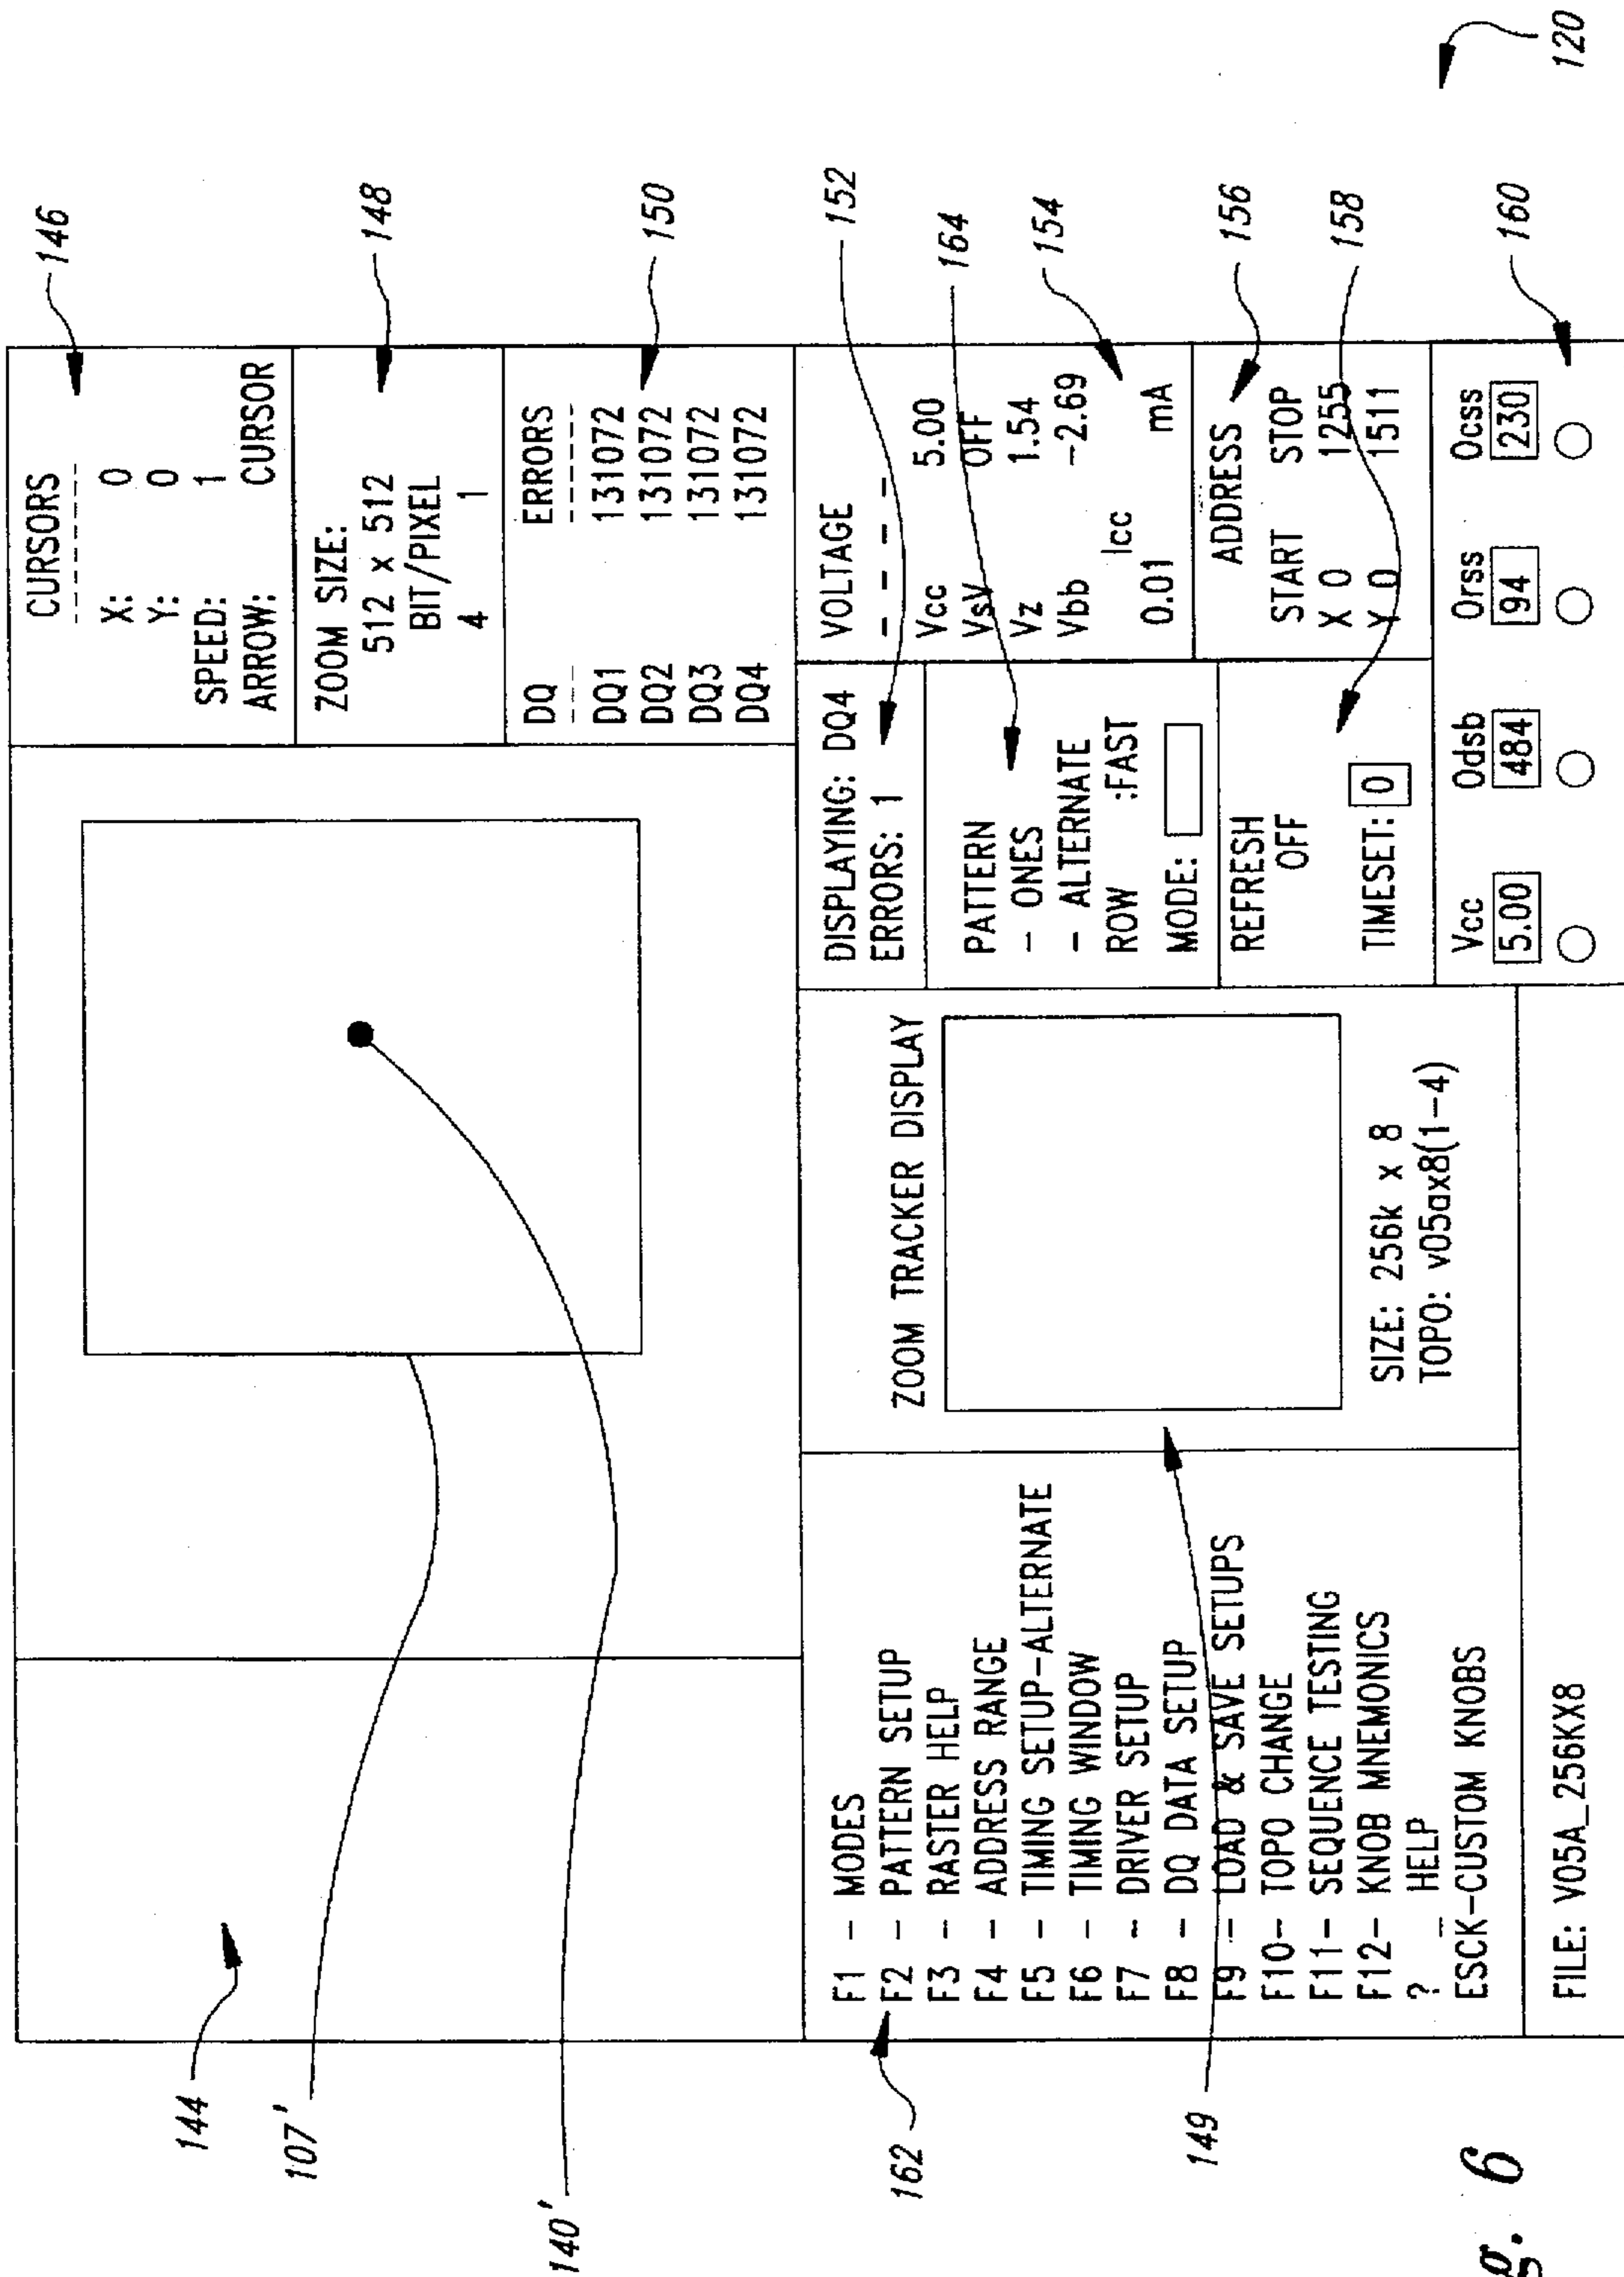 144
107'
140'
162
149
CURSORS
X: 0
Y: 0
SPEED: 1
ARROW: CURSOR
146
ZOOM SIZE:
512 x 512
BIT/PIXEL
4 1
148
DQ ERRORS
DQ1 131072
DQ2 131072
DQ3 131072
DQ4 131072
150
F1 - MODES
F2 - PATTERN SETUP
F3 - RASTER HELP
F4 - ADDRESS RANGE
F5 - TIMING SETUP-ALTERNATE
F6 - TIMING WINDOW
F7 - DRIVER SETUP
F8 - DQ DATA SETUP
F9 - LOAD & SAVE SETUPS
F10- TOPO CHANGE
F11- SEQUENCE TESTING
F12- KNOB MNEMONICS
? - HELP
ESCK-CUSTOM KNOBS
FILE: V05A_256KX8
ZOOM TRACKER DISPLAY
SIZE: 256k x 8
TOPO: v05ax8(1-4)
DISPLAYING: DQ4
ERRORS: 1
152
PATTERN
- ONES
- ALTERNATE
ROW :FAST
MODE:
164
REFRESH
OFF
TIMESET: 0
158
VOLTAGE
- - - -
Vcc 5.00
VsV OFF
Vz 1.54
Vbb -2.69
Icc
0.01 mA
154
ADDRESS
START STOP
X 0 1255
Y 0 1511
156
Vcc Odsb Orss Ocss
5.00 484 94 230
160
120
g. 6